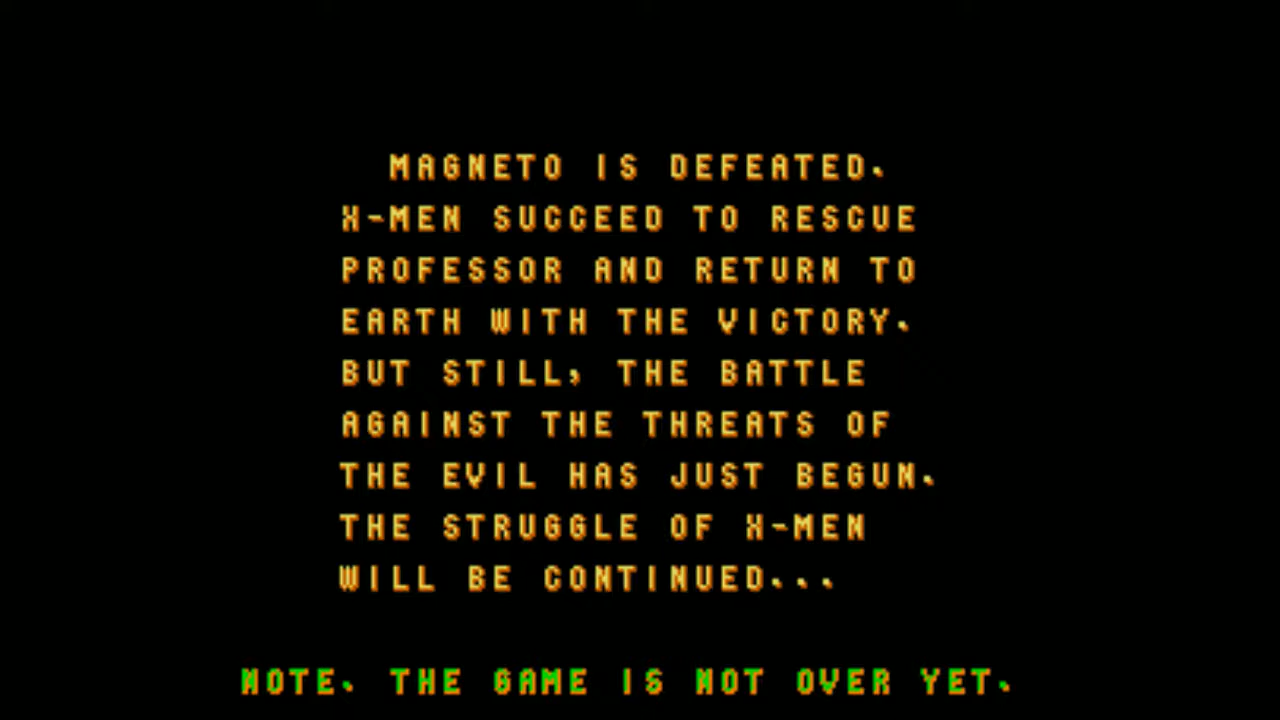 MAGNETO IS DEFEATED.
X-MEN SUCCEED TO RESCUE
PROFESSOR AND RETURN TO
EARTH WITH THE VICTORY.
BUT STILL, THE BATTLE
AGAINST THE THREATS OF
THE EVIL HAS JUST BEGUN.
THE STRUGGLE OF X-MEN
WILL BE CONTINUED...
NOTE. THE GAME IS NOT OVER YET.